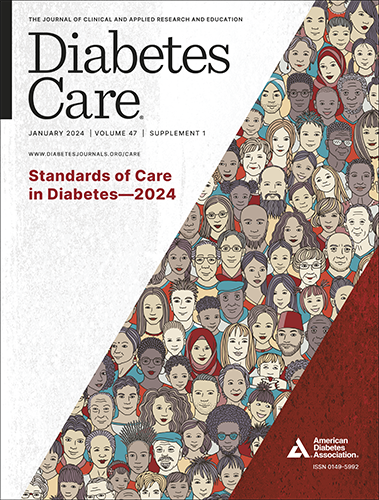 THE JOURNAL OF CLINICAL AND APPLIED RESEARCH AND EDUCATION
Diabetes
Care®
JANUARY 2024 | VOLUME 47 | SUPPLEMENT 1
WWW.DIABETESJOURNALS.ORG/CARE
Standards of Care
in Diabetes—2024
American
Diabetes
Association®
ISSN 0149-5992